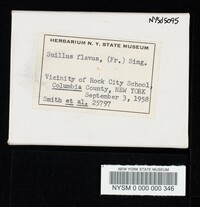 NYSd5095
HERBARIUM N. Y. STATE MUSEUM
Suillus flavus, (Fr.) Sing.
Vicinity of Rock City School,
Columbia County, NEW YORK
September 3, 1958
Smith et al. 25797
NEW YORK STATE MUSEUM
NYSM 0 000 000 346